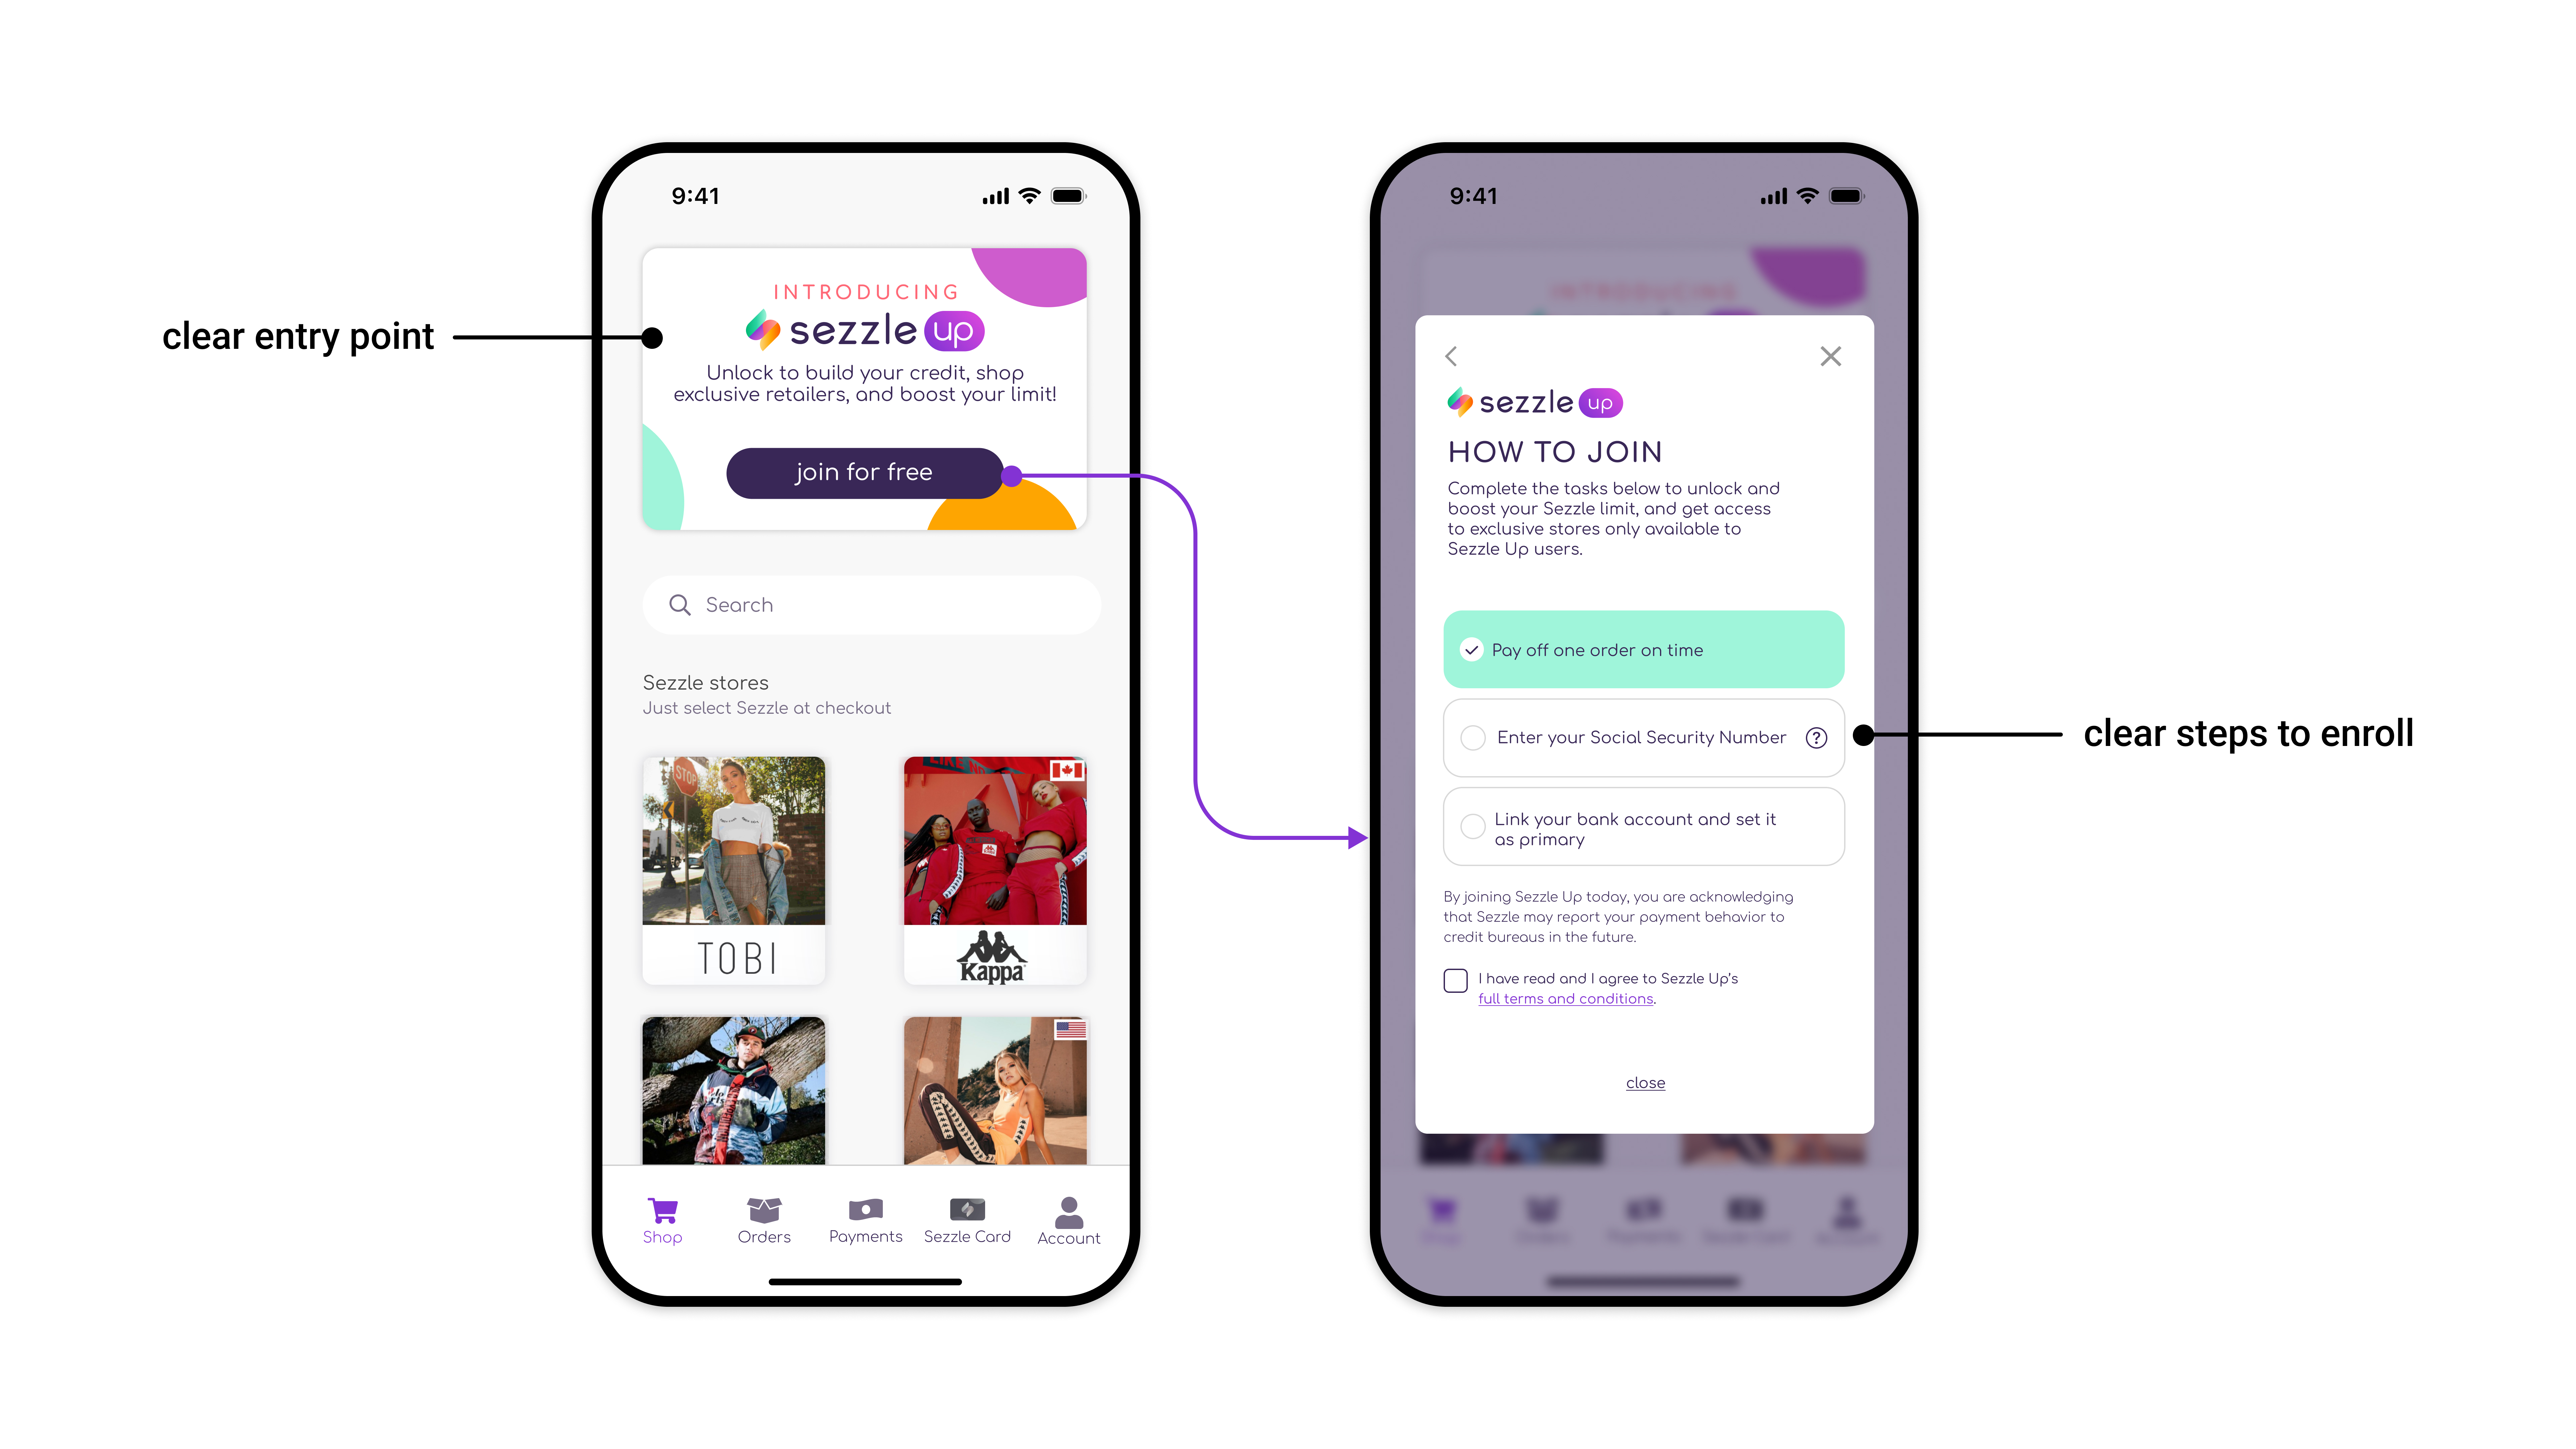 clear entry point
9:41
INTRODUCING
sezzle up
Unlock to build your credit, shop
exclusive retailers, and boost your limit!
join for free
Search
Sezzle stores
Just select Sezzle at checkout
STOP
TOBI
Kappa
Shop
Orders
Payments
Sezzle Card
Account
9:41
sezzle up
HOW TO JOIN
Complete the tasks below to unlock and
boost your Sezzle limit, and get access
to exclusive stores only available to
Sezzle Up users.
Pay off one order on time
Enter your Social Security Number
?
Link your bank account and set it
as primary
By joining Sezzle Up today, you are acknowledging
that Sezzle may report your payment behavior to
credit bureaus in the future.
I have read and I agree to Sezzle Up's
full terms and conditions.
close
clear steps to enroll